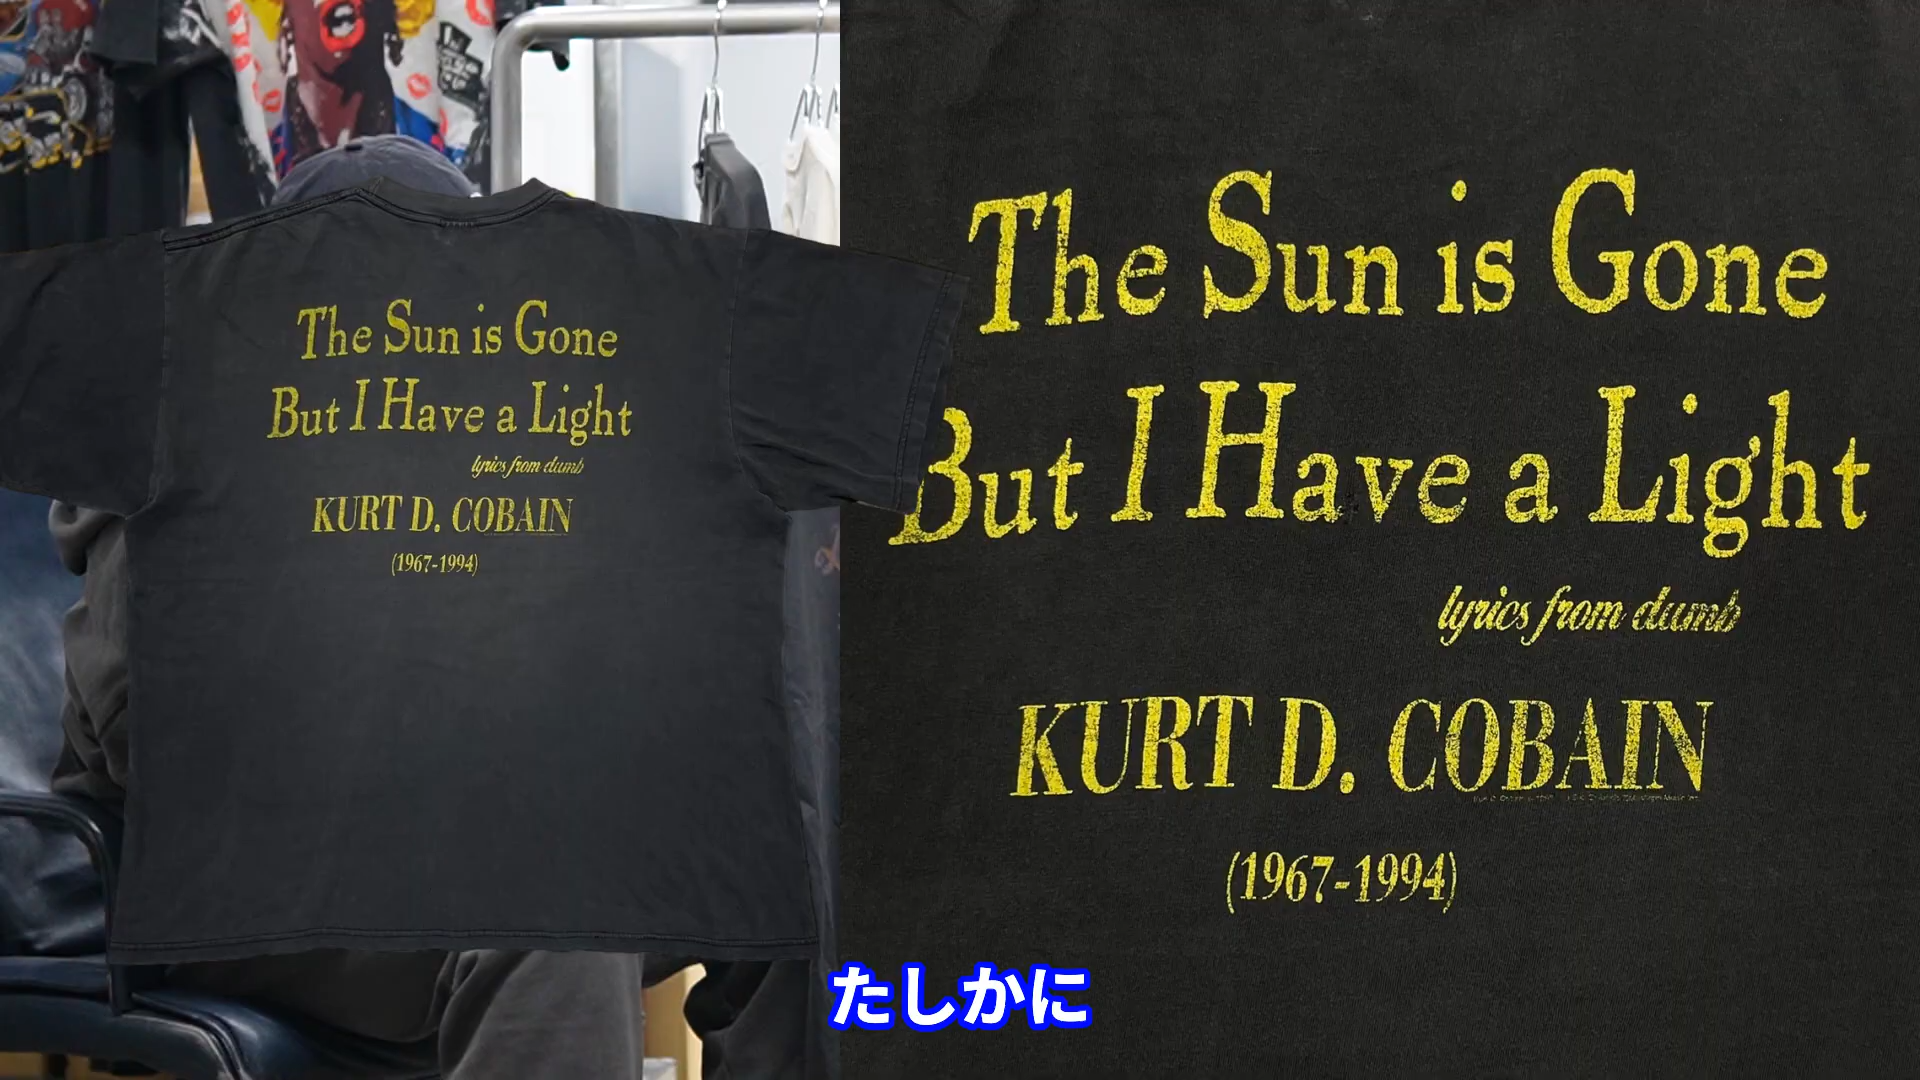 The Sun is Gone
But I Have a Light
lyrics from dumb
KURT D. COBAIN
(1967-1994)
The Sun is Gone
But I Have a Light
lyrics from dumb
KURT D. COBAIN
(1967-1994)
たしかに